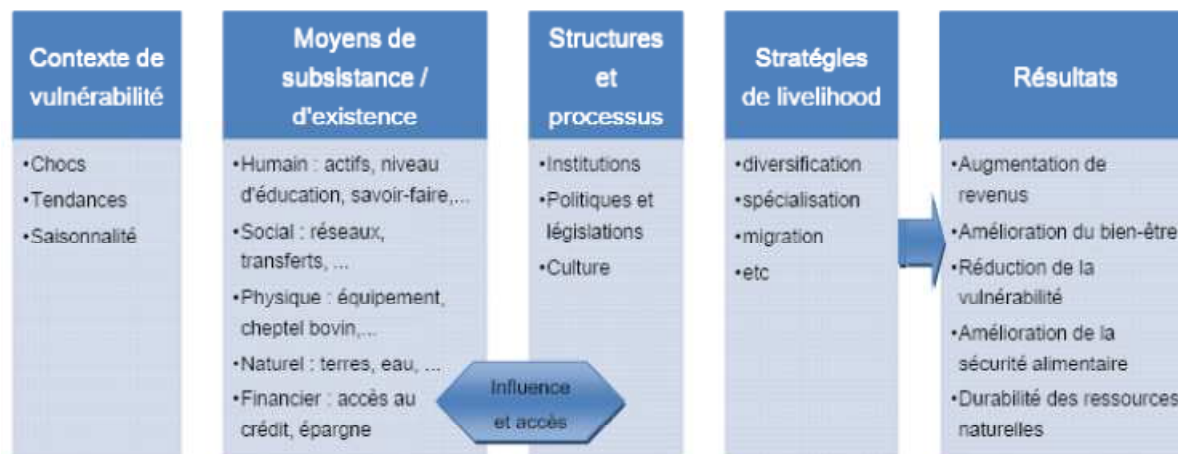 Contexte de
vulnérabilité
•Chocs
•Tendances
•Saisonnalité
Moyens de
subsistance /
d'existence
•Humain : actifs, niveau
d'éducation, savoir-faire,...
•Social : réseaux,
transferts, ...
•Physique : équipement,
cheptel bovin,...
•Naturel : terres, eau, ...
•Financier : accès au
crédit, épargne
Influence
et accès
Structures
et
processus
•Institutions
•Politiques et
législations
•Culture
Stratégles
de livelihood
•diversification
•spécialisation
•migration
•etc
Résultats
•Augmentation de
revenus
•Amélioration du bien-être
•Réduction de la
vulnérabilité
•Amélioration de la
sécurité alimentaire
•Durabilité des ressources
naturelles